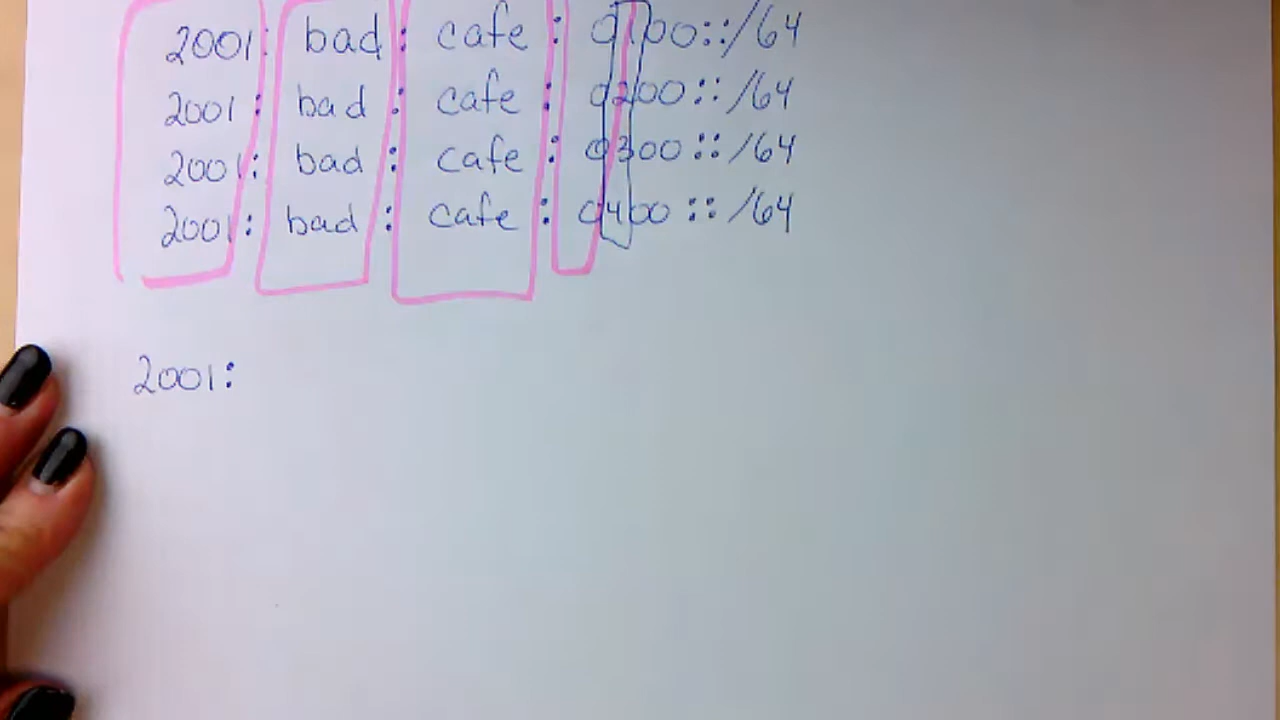 2001: bad: cafe: 0100::/64
2001: bad: cafe: 0200::/64
2001: bad: cafe: 0300::/64
2001: bad: cafe: 0400::/64
2001: